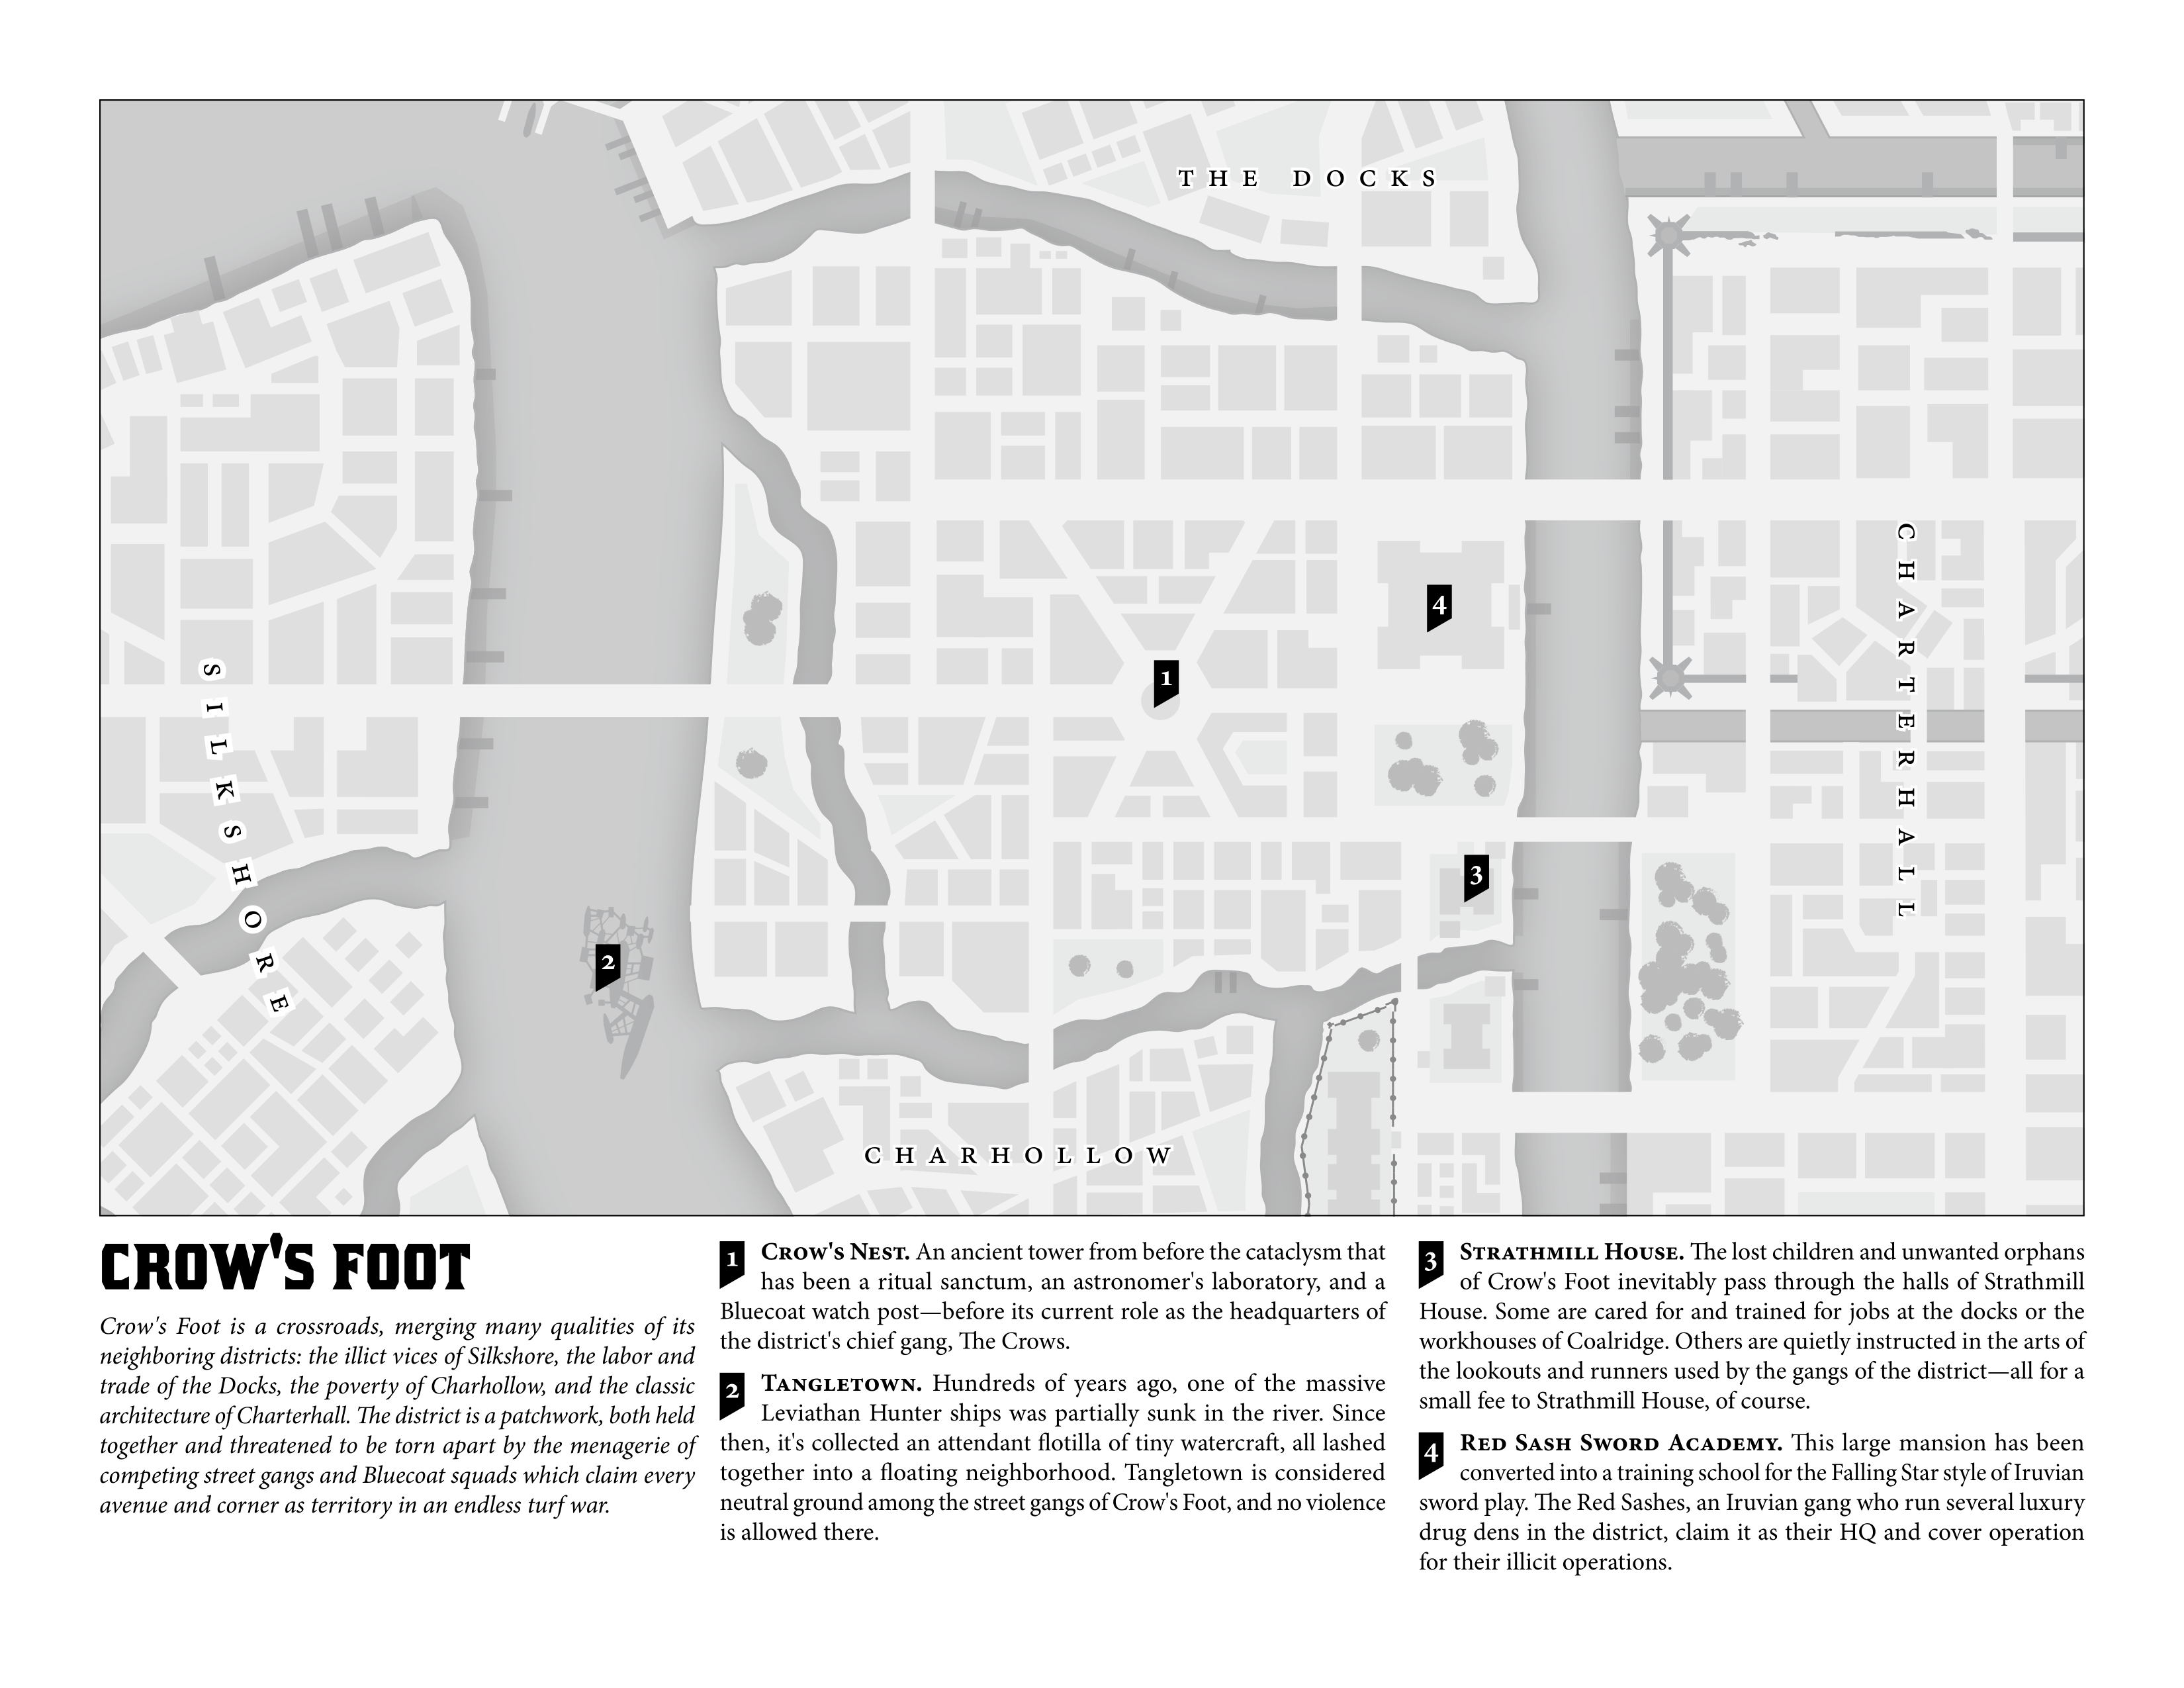 THE DOCKS
CHARTERHALL
SILKSHORE
CHARHOLLOW
1
2
3
4
CROW'S FOOT
Crow's Foot is a crossroads, merging many qualities of its
neighboring districts: the illict vices of Silkshore, the labor and
trade of the Docks, the poverty of Charhollow, and the classic
architecture of Charterhall. The district is a patchwork, both held
together and threatened to be torn apart by the menagerie of
competing street gangs and Bluecoat squads which claim every
avenue and corner as territory in an endless turf war.
1 Crow's Nest. An ancient tower from before the cataclysm that
has been a ritual sanctum, an astronomer's laboratory, and a
Bluecoat watch post—before its current role as the headquarters of
the district's chief gang, The Crows.
2 Tangletown. Hundreds of years ago, one of the massive
Leviathan Hunter ships was partially sunk in the river. Since
then, it's collected an attendant flotilla of tiny watercraft, all lashed
together into a floating neighborhood. Tangletown is considered
neutral ground among the street gangs of Crow's Foot, and no violence
is allowed there.
3 Strathmill House. The lost children and unwanted orphans
of Crow's Foot inevitably pass through the halls of Strathmill
House. Some are cared for and trained for jobs at the docks or the
workhouses of Coalridge. Others are quietly instructed in the arts of
the lookouts and runners used by the gangs of the district—all for a
small fee to Strathmill House, of course.
4 Red Sash Sword Academy. This large mansion has been
converted into a training school for the Falling Star style of Iruvian
sword play. The Red Sashes, an Iruvian gang who run several luxury
drug dens in the district, claim it as their HQ and cover operation
for their illicit operations.